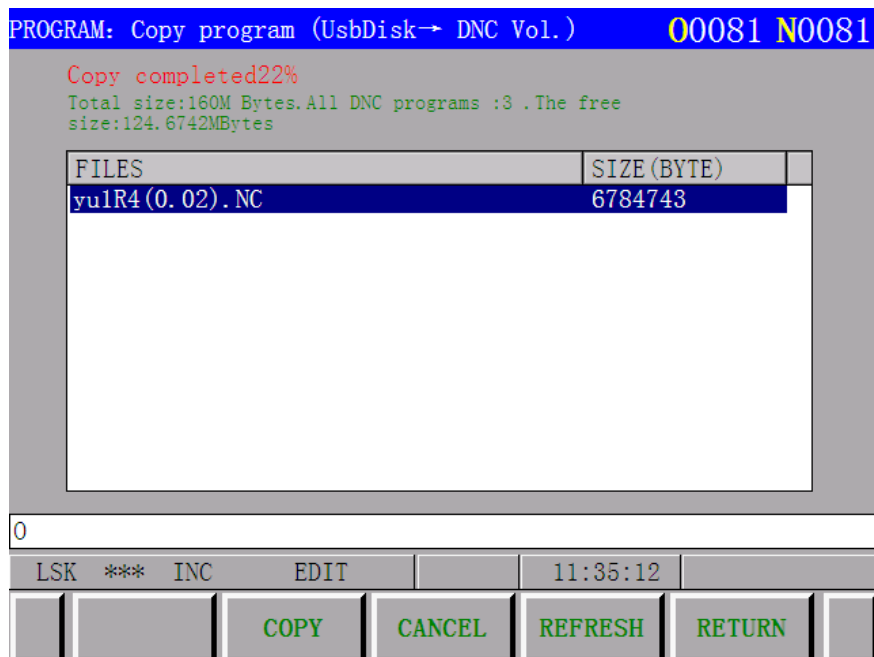 PROGRAM: Copy program (UsbDisk→ DNC Vol.) O0081 N0081
Copy completed22%
Total size:160M Bytes.All DNC programs :3 .The free
size:124.6742MBytes
FILES SIZE(BYTE)
yu1R4(0.02).NC 6784743
O
LSK *** INC EDIT 11:35:12
COPY CANCEL REFRESH RETURN